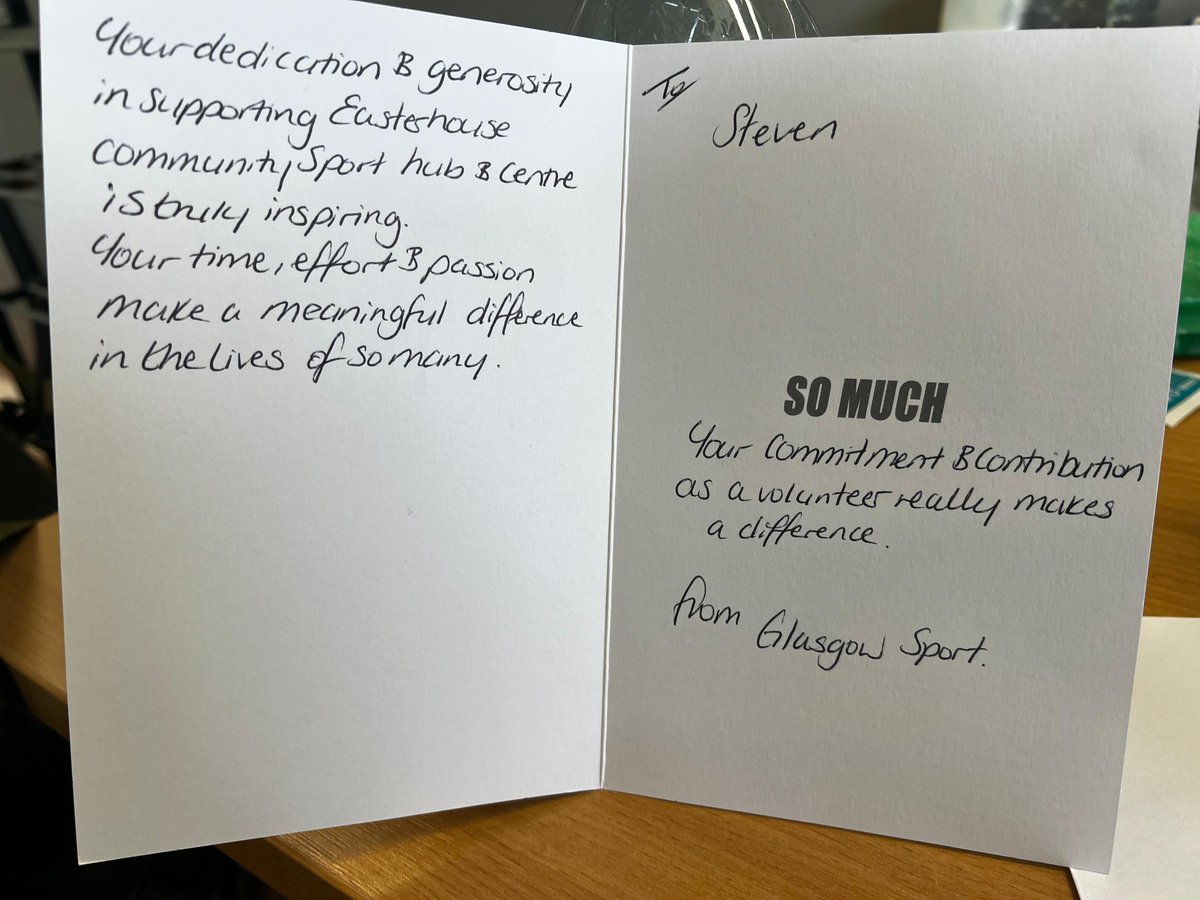 Your dedication & generosity
in supporting Easterhouse
community Sport hub & Centre
is truly inspiring.
Your time, effort & passion
make a meaningful difference
in the lives of so many.
To
Steven
SO MUCH
Your Commitment & Contribution
as a volunteer really makes
a difference.
from Glasgow Sport.